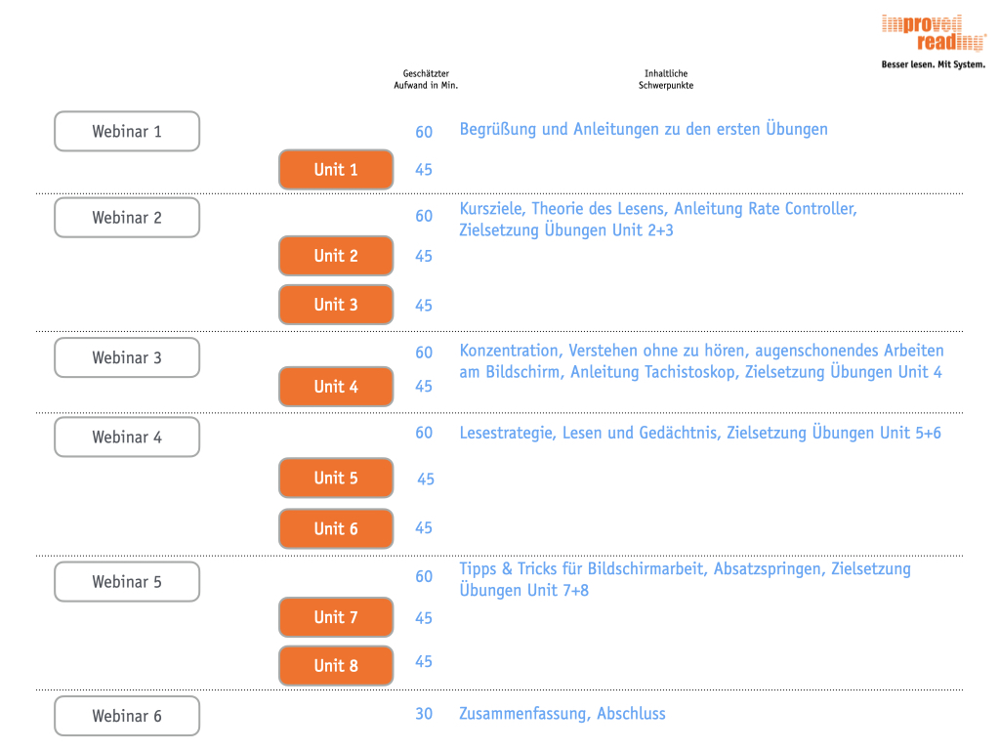 improved
reading®
Besser lesen. Mit System.
Geschätzter
Aufwand in Min.
Inhaltliche
Schwerpunkte
Webinar 1
60
Begrüßung und Anleitungen zu den ersten Übungen
Unit 1
45
Webinar 2
60
Kursziele, Theorie des Lesens, Anleitung Rate Controller,
Zielsetzung Übungen Unit 2+3
Unit 2
45
Unit 3
45
Webinar 3
60
Konzentration, Verstehen ohne zu hören, augenschonendes Arbeiten
am Bildschirm, Anleitung Tachistoskop, Zielsetzung Übungen Unit 4
Unit 4
45
Webinar 4
60
Lesestrategie, Lesen und Gedächtnis, Zielsetzung Übungen Unit 5+6
Unit 5
45
Unit 6
45
Webinar 5
60
Tipps & Tricks für Bildschirmarbeit, Absatzspringen, Zielsetzung
Übungen Unit 7+8
Unit 7
45
Unit 8
45
Webinar 6
30
Zusammenfassung, Abschluss